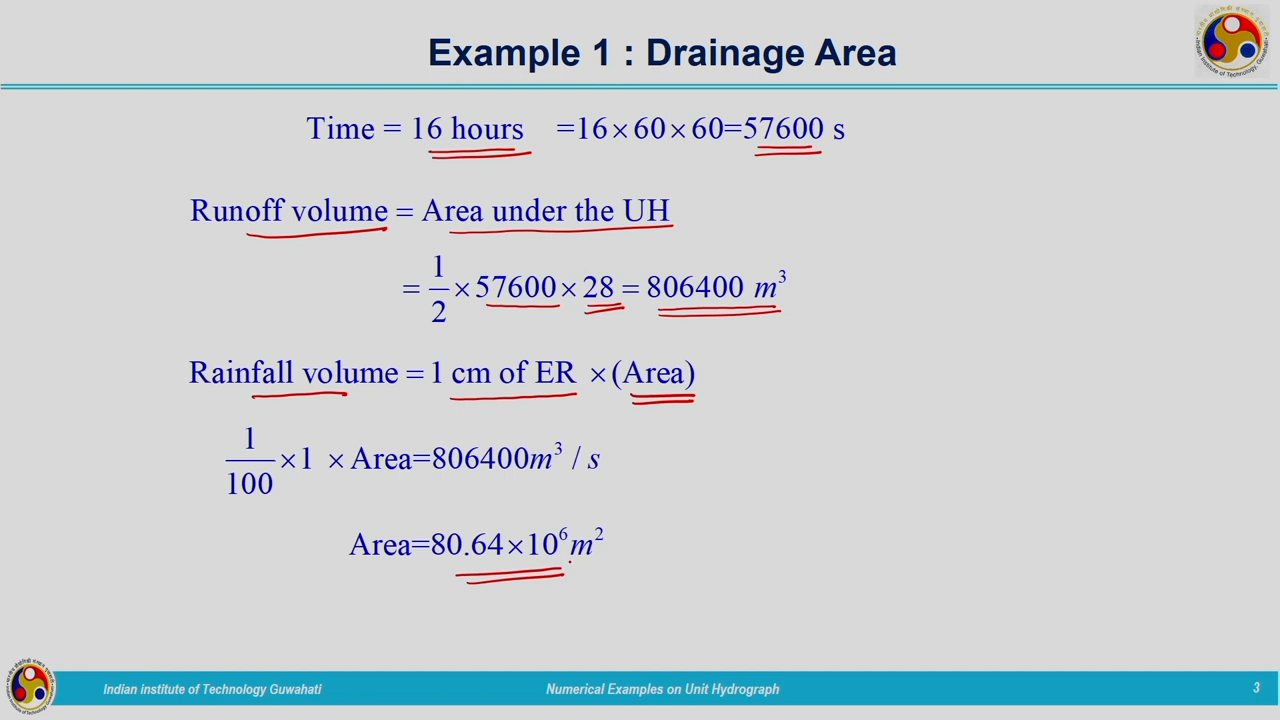 Example 1 : Drainage Area
Time = 16 hours =16×60×60=57600 s
Runoff volume = Area under the UH
= 1/2 ×57600×28 = 806400 m³
Rainfall volume = 1 cm of ER ×(Area)
1/100 ×1 ×Area=806400m³ / s
Area=80.64×10⁶m²
Indian institute of Technology Guwahati
Numerical Examples on Unit Hydrograph
3